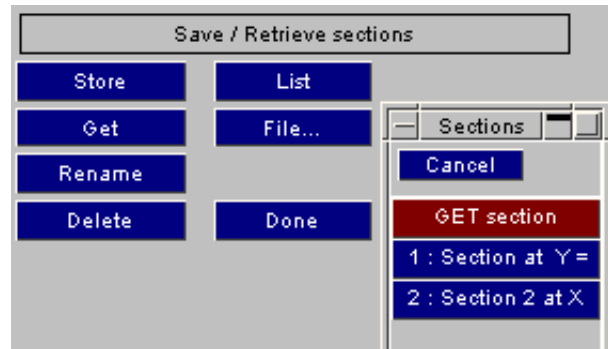 Save / Retrieve sections
Store List
Get File...
Rename
Delete Done
Sections
Cancel
GET section
1 : Section at Y =
2 : Section 2 at X